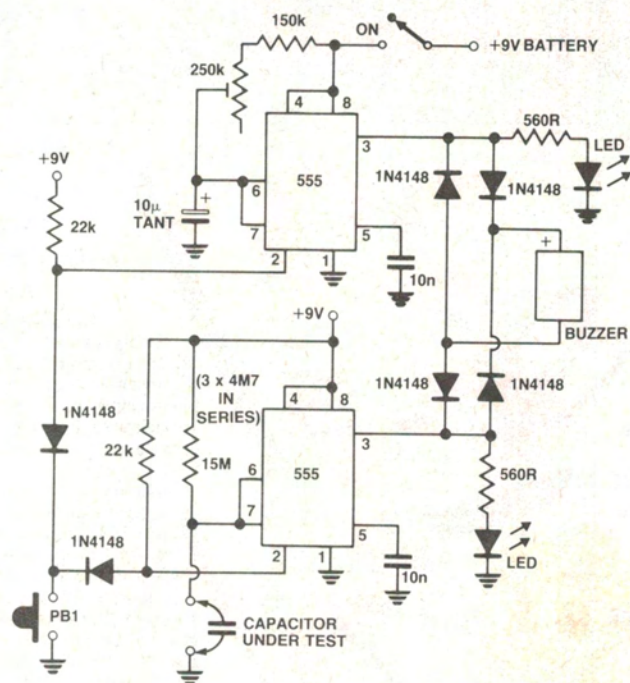 150k
ON
+9V BATTERY
250k
4
8
560R
LED
3
1N4148
1N4148
+9V
6
555
10µ
TANT
+
7
5
22k
2
1
10n
+
+9V
BUZZER
(3 x 4M7
IN
SERIES)
4
8
1N4148
1N4148
1N4148
3
22k
15M
6
555
7
5
560R
1N4148
2
1
10n
LED
PB1
CAPACITOR
UNDER TEST